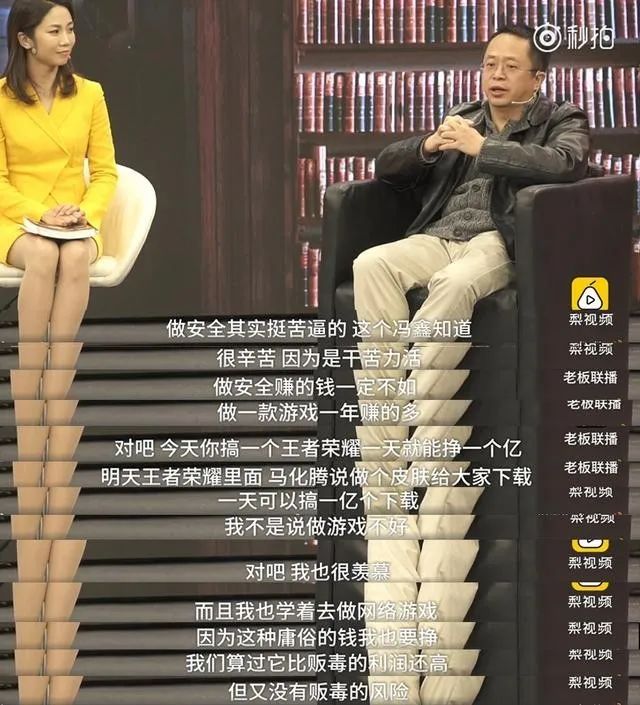 秒拍
梨视频
做安全其实挺苦逼的 这个冯鑫知道
梨视频
很辛苦 因为是干苦力活
老板联播
做安全赚的钱一定不如
老板联播
做一款游戏一年赚的多
老板联播
对吧 今天你搞一个王者荣耀一天就能挣一个亿
老板联播
明天王者荣耀里面 马化腾说做个皮肤给大家下载
梨视频
一天可以搞一亿个下载
梨视频
我不是说做游戏不好
梨视频
对吧 我也很羡慕
梨视频
而且我也学着去做网络游戏
梨视频
因为这种庸俗的钱我也要挣
梨视频
我们算过它比贩毒的利润还高
梨视频
但又没有贩毒的风险